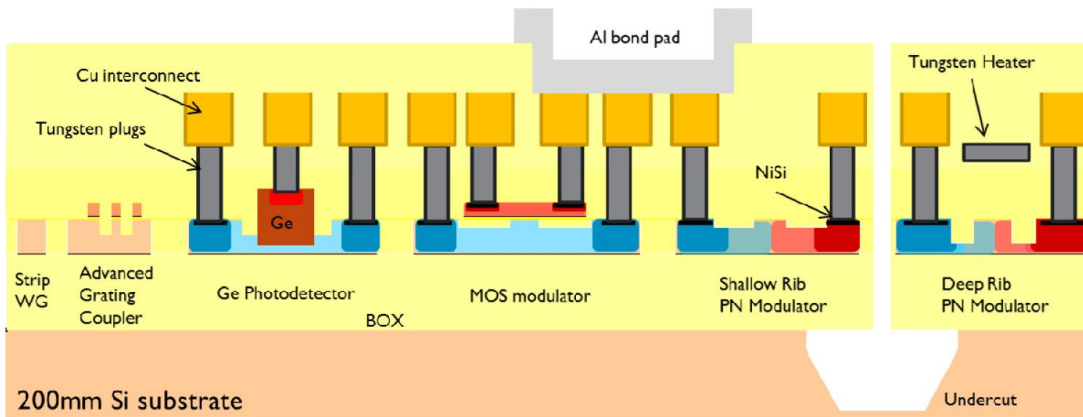 Al bond pad
Cu interconnect
Tungsten Heater
Tungsten plugs
NiSi
Ge
Strip
WG
Advanced
Grating
Coupler
Ge Photodetector
MOS modulator
Shallow Rib
PN Modulator
Deep Rib
PN Modulator
BOX
200mm Si substrate
Undercut